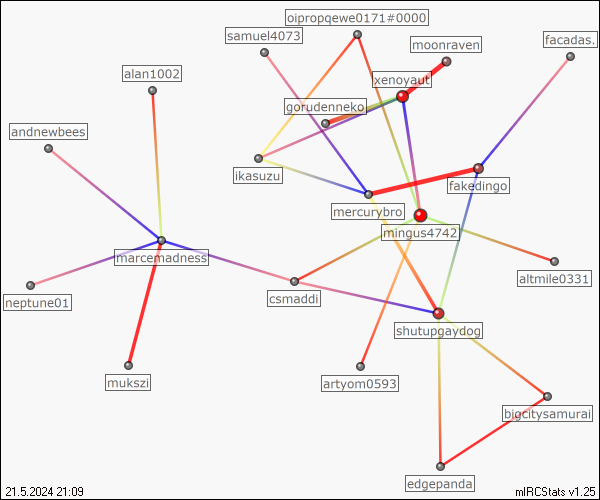 oipropqewe0171#0000
samuel4073
moonraven
facadas.
alan1002
xenoyaut
gorudenneko
andnewbees
ikasuzu
fakedingo
mercurybro
mingus4742
marcemadness
altmile0331
neptune01
csmaddi
shutupgaydog
mukszi
artyom0593
bigcitysamurai
edgepanda
21.5.2024 21:09
mIRCStats v1.25